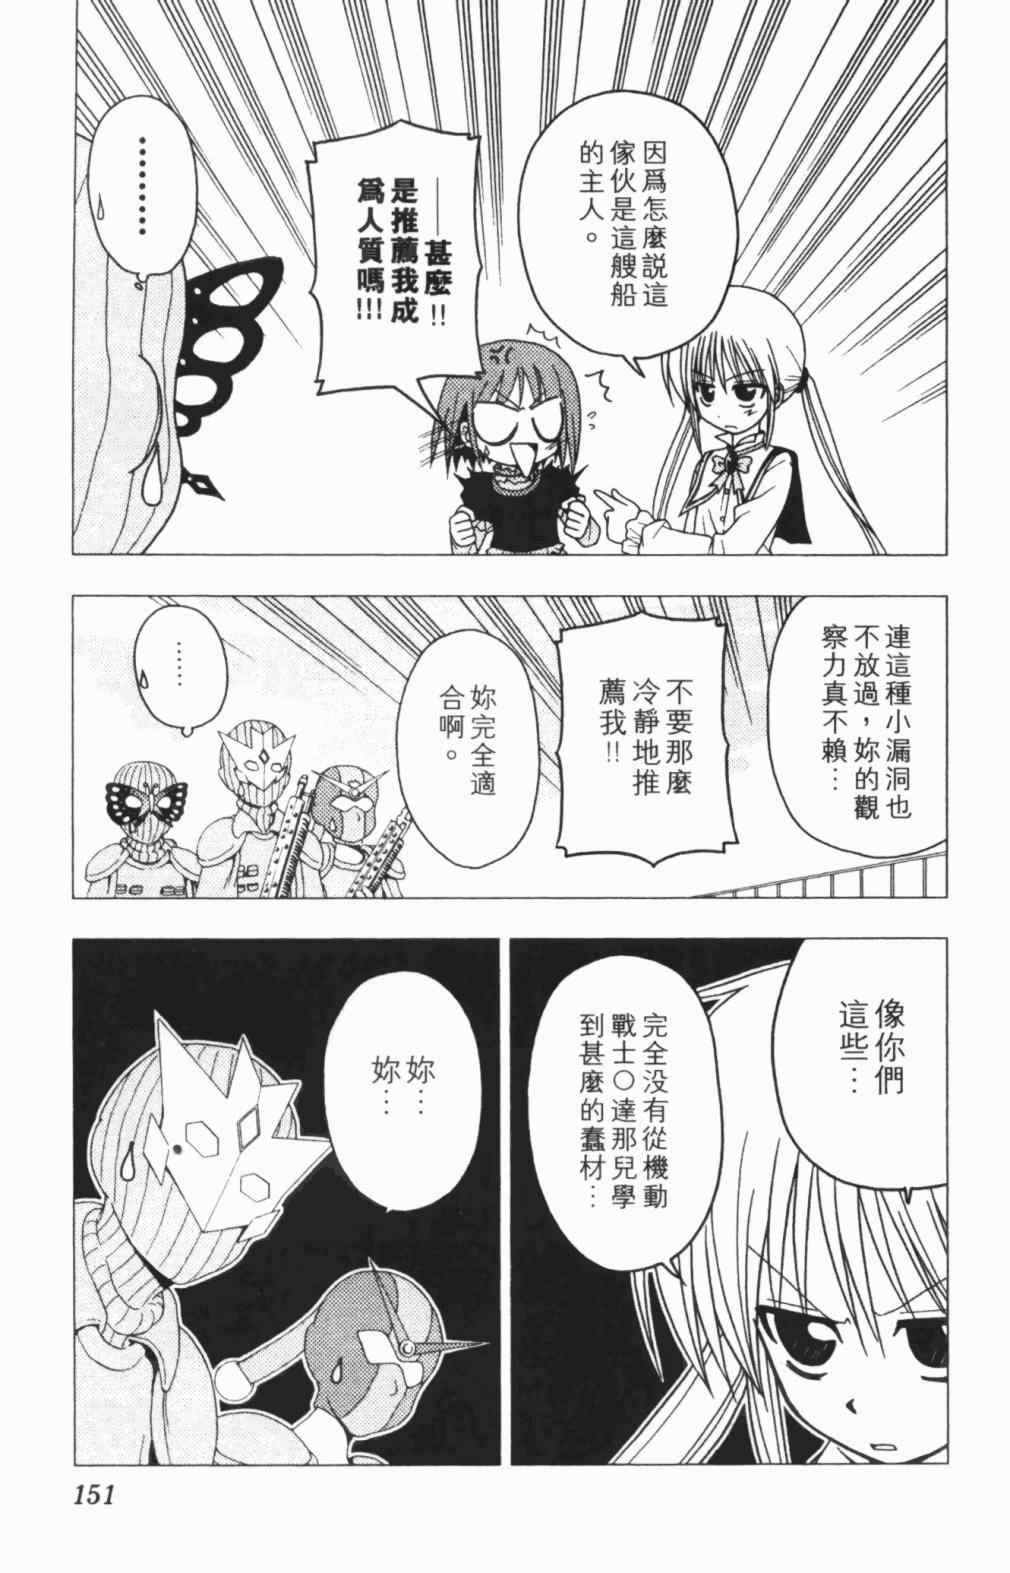 因爲怎麼説這
傢伙是這艘船
的主人。
——甚麼!!
是推薦我成
爲人質嗎!!!
………
連這種小漏洞也
不放過，妳的觀
察力真不賴…
不要那麼
冷靜地推
薦我!!
妳完全適
合啊。
……
像你們
這些…
完全没有從機動
戰士○達那兒學
到甚麼的蠢材…
妳…
妳…
151